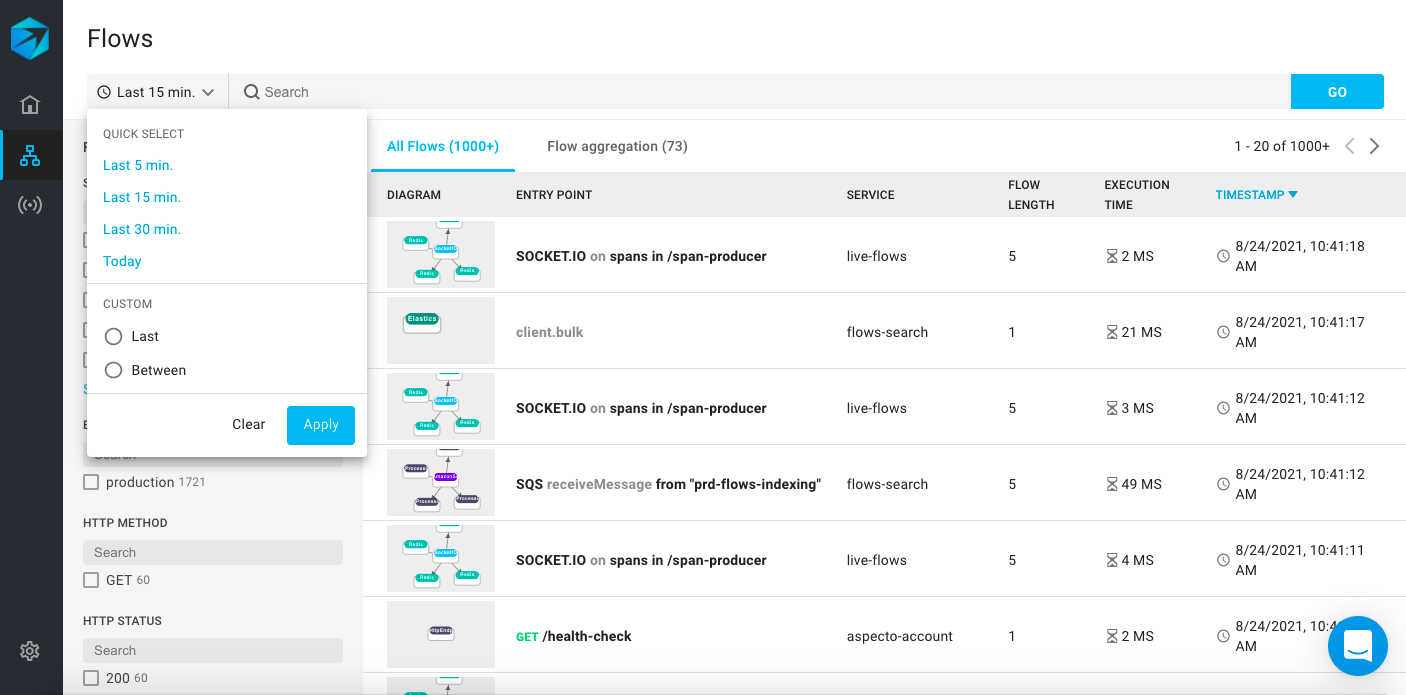 Flows
Last 15 min.
Search
GO
QUICK SELECT
Last 5 min.
Last 15 min.
Last 30 min.
Today
CUSTOM
Last
Between
Clear
Apply
production 1721
HTTP METHOD
Search
GET 60
HTTP STATUS
Search
200 60
All Flows (1000+)
Flow aggregation (73)
1 - 20 of 1000+
DIAGRAM
ENTRY POINT
SERVICE
FLOW
LENGTH
EXECUTION
TIME
TIMESTAMP
Redis
SocketIO
Redis
Redis
SOCKET.IO on spans in /span-producer
live-flows
5
2 MS
8/24/2021, 10:41:18
AM
Elastics
client.bulk
flows-search
1
21 MS
8/24/2021, 10:41:17
AM
Redis
SocketIO
Redis
Redis
SOCKET.IO on spans in /span-producer
live-flows
5
3 MS
8/24/2021, 10:41:12
AM
Process
Process
Process
SQS receiveMessage from "prd-flows-indexing"
flows-search
5
49 MS
8/24/2021, 10:41:12
AM
Redis
SocketIO
Redis
Redis
SOCKET.IO on spans in /span-producer
live-flows
5
4 MS
8/24/2021, 10:41:11
AM
HttpEndp
GET /health-check
aspecto-account
1
2 MS
8/24/2021, 10:4
AM